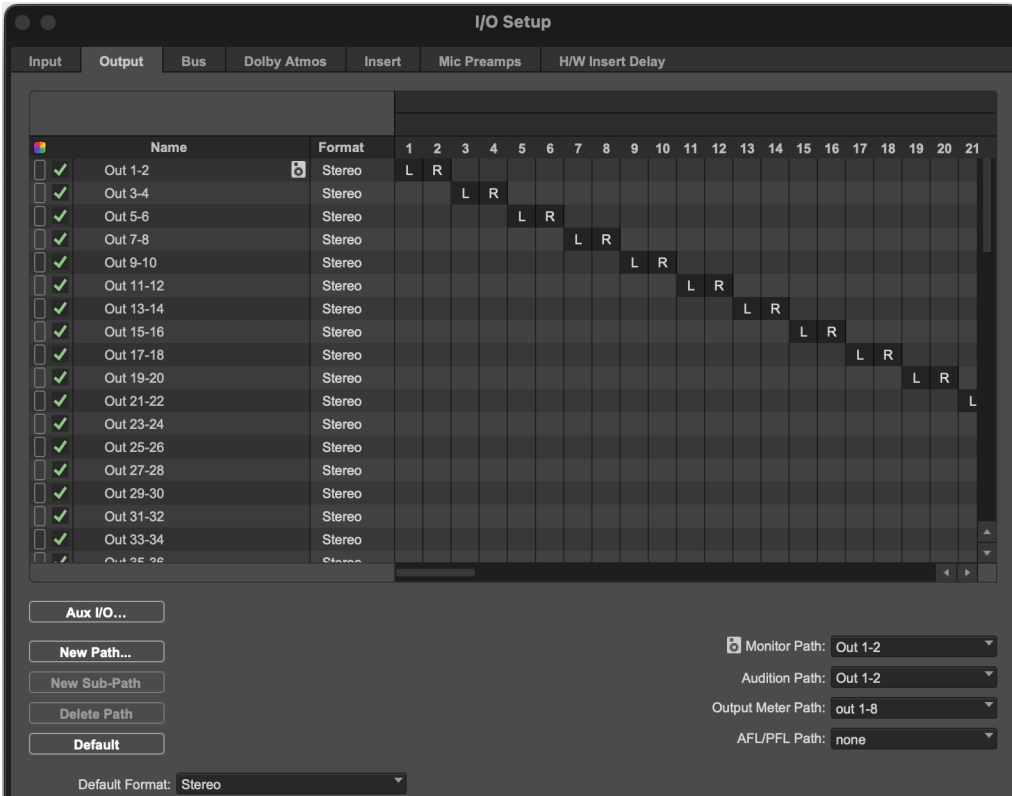 I/O Setup
Input Output Bus Dolby Atmos Insert Mic Preamps H/W Insert Delay
Name Format 1 2 3 4 5 6 7 8 9 10 11 12 13 14 15 16 17 18 19 20 21
Out 1-2 Stereo L R
Out 3-4 Stereo L R
Out 5-6 Stereo L R
Out 7-8 Stereo L R
Out 9-10 Stereo L R
Out 11-12 Stereo L R
Out 13-14 Stereo L R
Out 15-16 Stereo L R
Out 17-18 Stereo L R
Out 19-20 Stereo L R
Out 21-22 Stereo L
Out 23-24 Stereo
Out 25-26 Stereo
Out 27-28 Stereo
Out 29-30 Stereo
Out 31-32 Stereo
Out 33-34 Stereo
Out 35-36 Stereo
Aux I/O...
New Path...
New Sub-Path
Delete Path
Default
Monitor Path: Out 1-2
Audition Path: Out 1-2
Output Meter Path: out 1-8
AFL/PFL Path: none
Default Format: Stereo